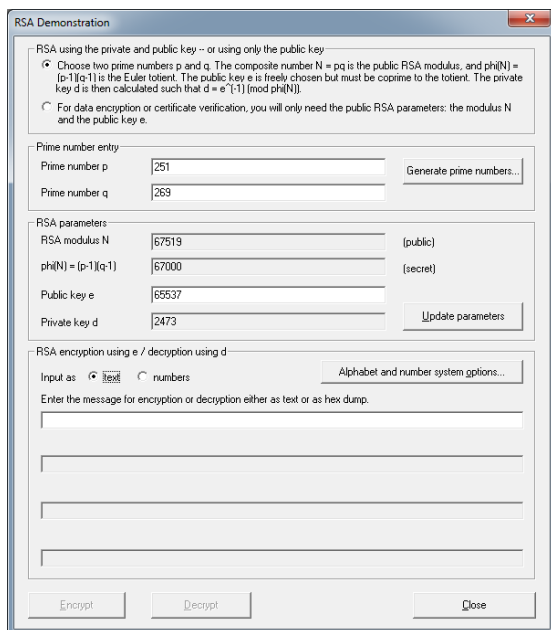 RSA Demonstration
RSA using the private and public key -- or using only the public key
Choose two prime numbers p and q. The composite number N = pq is the public RSA modulus, and phi(N) =
(p-1)(q-1) is the Euler totient. The public key e is freely chosen but must be coprime to the totient. The private
key d is then calculated such that d = e^(-1) (mod phi(N)).
For data encryption or certificate verification, you will only need the public RSA parameters: the modulus N
and the public key e.
Prime number entry
Prime number p 251 Generate prime numbers...
Prime number q 269
RSA parameters
RSA modulus N 67519 (public)
phi(N) = (p-1)(q-1) 67000 (secret)
Public key e 65537
Private key d 2473 Update parameters
RSA encryption using e / decryption using d
Input as text numbers Alphabet and number system options...
Enter the message for encryption or decryption either as text or as hex dump.
Encrypt Decrypt Close